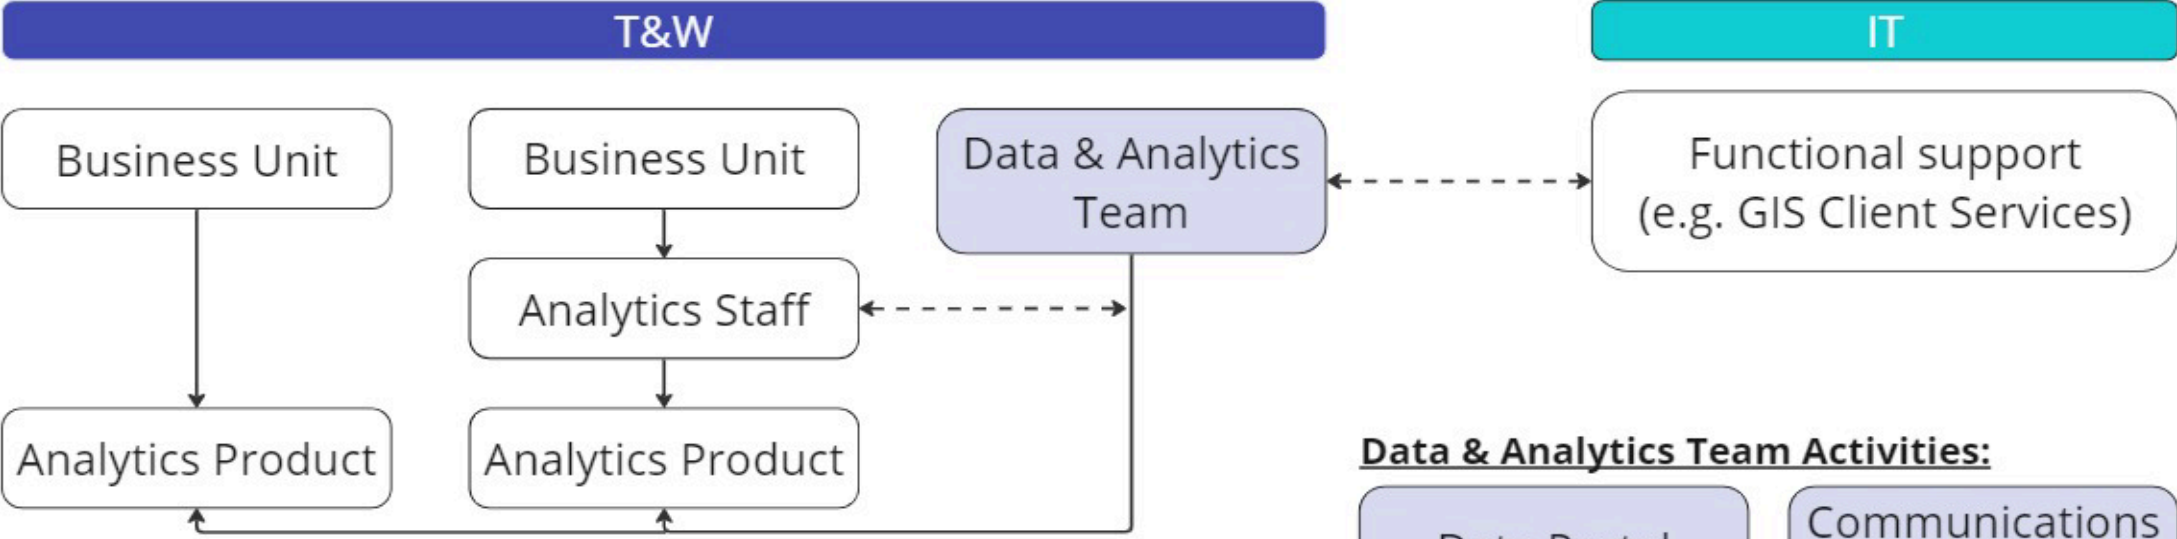 T&W
IT
Business Unit
Business Unit
Data & Analytics
Team
Functional support
(e.g. GIS Client Services)
Analytics Staff
Analytics Product
Analytics Product
Data & Analytics Team Activities:
Communications